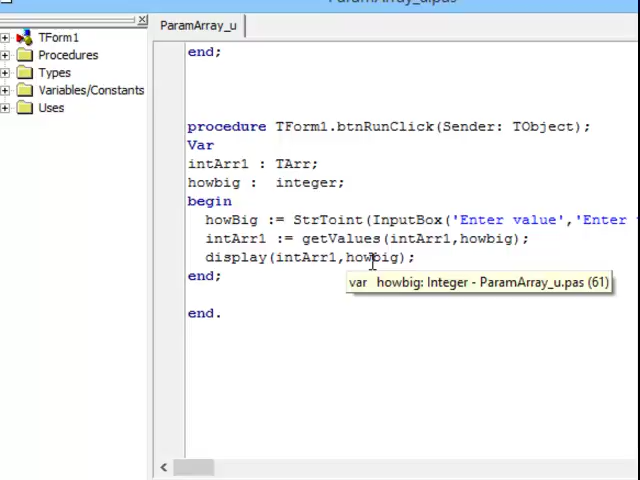 ParamArray_u.pas
ParamArray_u
TForm1
Procedures
Types
Variables/Constants
Uses
end;
procedure TForm1.btnRunClick(Sender: TObject);
Var
intArr1 : TArr;
howbig :  integer;
begin
howBig := StrToint(InputBox('Enter value','Enter
intArr1 := getValues(intArr1,howbig);
display(intArr1,howbig);
end;
var  howbig: Integer - ParamArray_u.pas (61)
end.